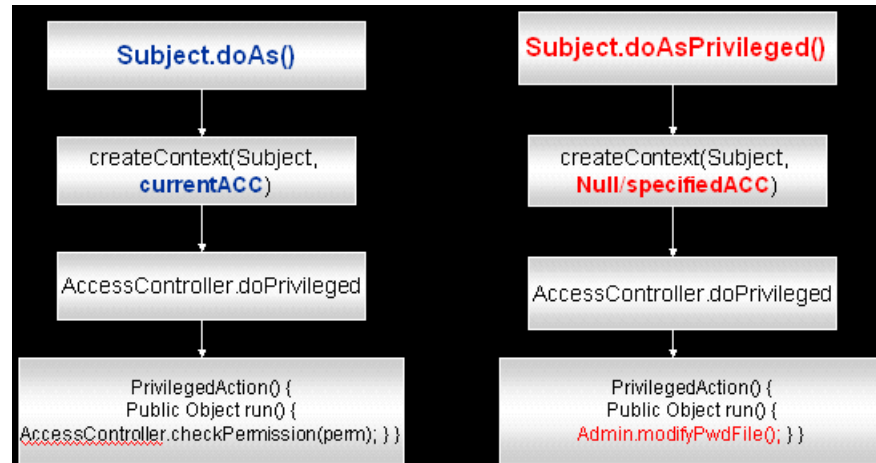 Subject.doAs()
createContext(Subject,
currentACC)
AccessController.doPrivileged
PrivilegedAction() {
Public Object run() {
AccessController.checkPermission(perm); } }
Subject.doAsPrivileged()
createContext(Subject,
Null/specifiedACC)
AccessController.doPrivileged
PrivilegedAction() {
Public Object run() {
Admin.modifyPwdFile(); } }